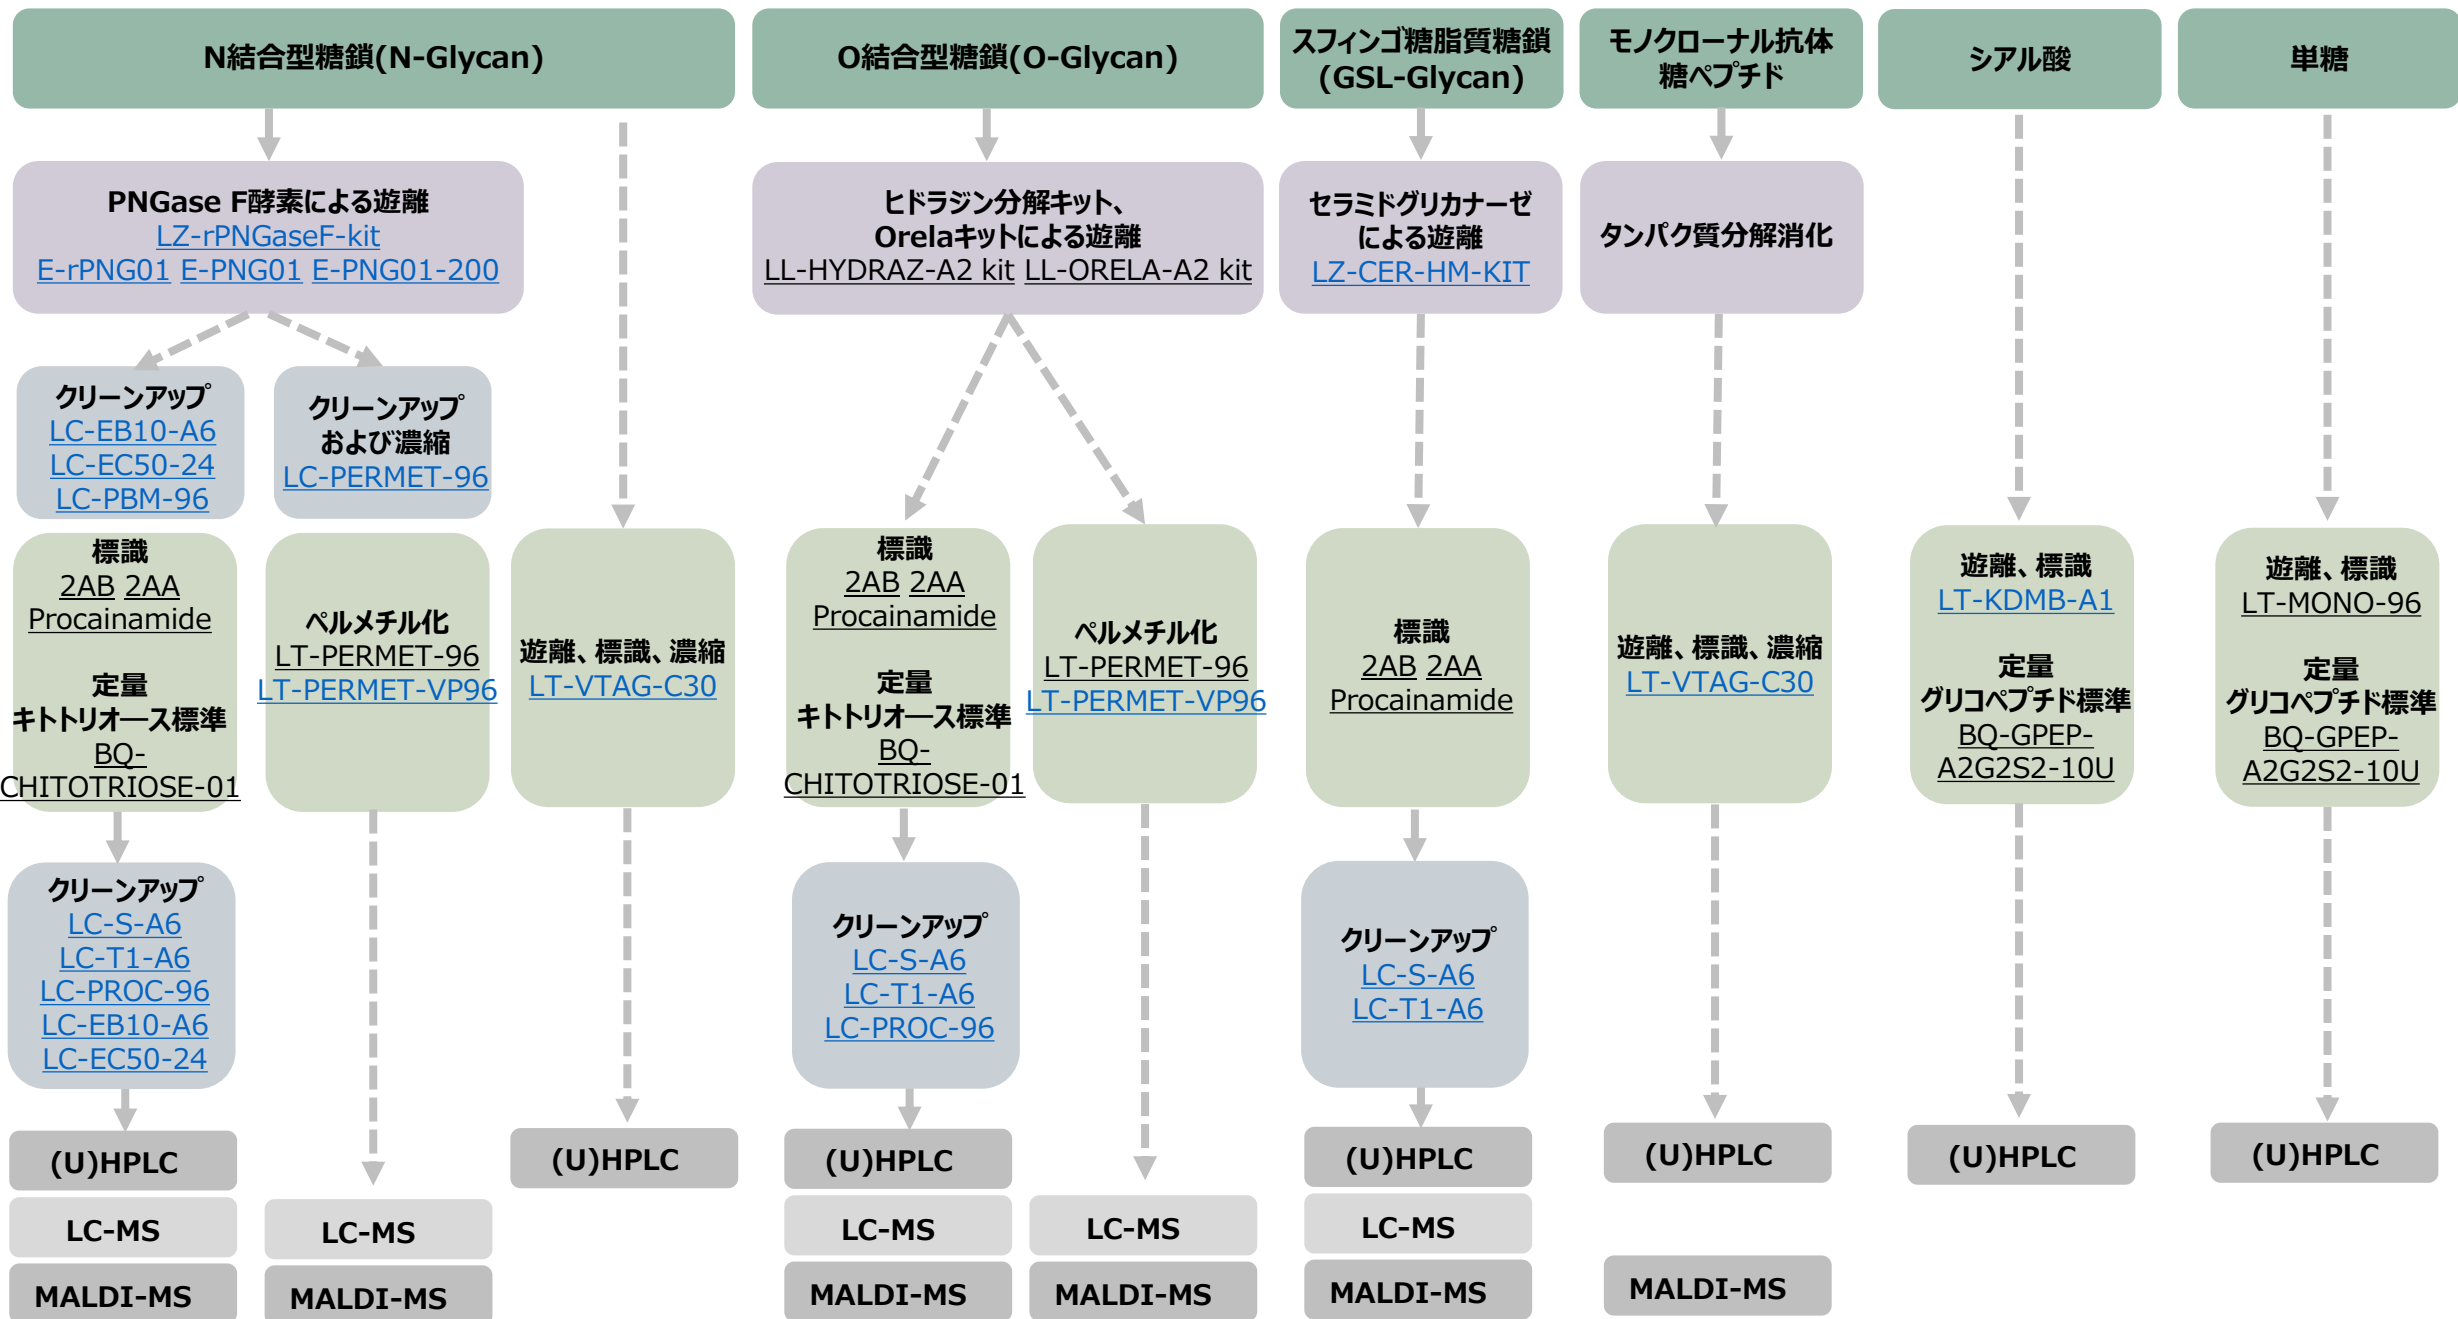 N結合型糖鎖(N-Glycan)
O結合型糖鎖(O-Glycan)
スフィンゴ糖脂質糖鎖
(GSL-Glycan)
モノクローナル抗体
糖ペプチド
シアル酸
単糖
PNGase F酵素による遊離
LZ-rPNGaseF-kit
E-rPNG01 E-PNG01 E-PNG01-200
ヒドラジン分解キット、
Orelaキットによる遊離
LL-HYDRAZ-A2 kit LL-ORELA-A2 kit
セラミドグリカナーゼ
による遊離
LZ-CER-HM-KIT
タンパク質分解消化
クリーンアップ
LC-EB10-A6
LC-EC50-24
LC-PBM-96
クリーンアップ
および濃縮
LC-PERMET-96
標識
2AB 2AA
Procainamide
定量
キトトリオース標準
BQ-
CHITOTRIOSE-01
ペルメチル化
LT-PERMET-96
LT-PERMET-VP96
遊離、標識、濃縮
LT-VTAG-C30
標識
2AB 2AA
Procainamide
定量
キトトリオース標準
BQ-
CHITOTRIOSE-01
ペルメチル化
LT-PERMET-96
LT-PERMET-VP96
標識
2AB 2AA
Procainamide
遊離、標識、濃縮
LT-VTAG-C30
遊離、標識
LT-KDMB-A1
定量
グリコペプチド標準
BQ-GPEP-
A2G2S2-10U
遊離、標識
LT-MONO-96
定量
グリコペプチド標準
BQ-GPEP-
A2G2S2-10U
クリーンアップ
LC-S-A6
LC-T1-A6
LC-PROC-96
LC-EB10-A6
LC-EC50-24
クリーンアップ
LC-S-A6
LC-T1-A6
LC-PROC-96
クリーンアップ
LC-S-A6
LC-T1-A6
(U)HPLC
(U)HPLC
(U)HPLC
(U)HPLC
(U)HPLC
(U)HPLC
(U)HPLC
LC-MS
LC-MS
LC-MS
LC-MS
LC-MS
MALDI-MS
MALDI-MS
MALDI-MS
MALDI-MS
MALDI-MS
MALDI-MS